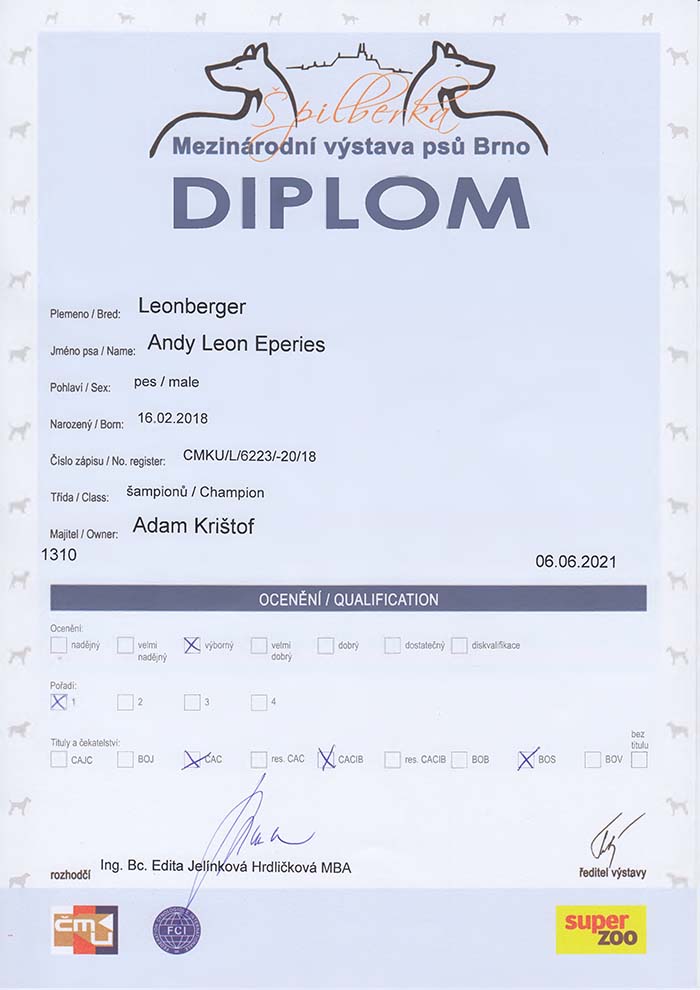 Špilberka
Mezinárodní výstava psů Brno
DIPLOM
Plemeno / Bred: Leonberger
Jméno psa / Name: Andy Leon Eperies
Pohlaví / Sex: pes / male
Narozený / Born: 16.02.2018
Číslo zápisu / No. register: CMKU/L/6223/-20/18
Třída / Class: šampionů / Champion
Majitel / Owner: Adam Krištof
1310 06.06.2021
OCENĚNÍ / QUALIFICATION
Ocenění:
nadějný velmi nadějný výborný velmi dobrý dobrý dostatečný diskvalifikace
Pořadí:
1 2 3 4
Tituly a čekatelství: bez titulu
CAJC BOJ CAC res. CAC CACIB res. CACIB BOB BOS BOV
rozhodčí Ing. Bc. Edita Jelínková Hrdličková MBA ředitel výstavy
ČMKU FCI super zoo